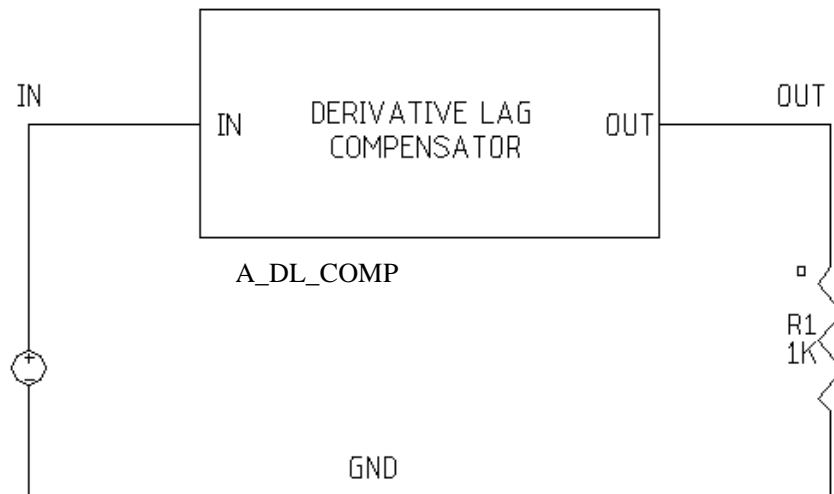 IN
OUT
IN
DERIVATIVE LAG
COMPENSATOR
OUT
A_DL_COMP
R1
1K
GND